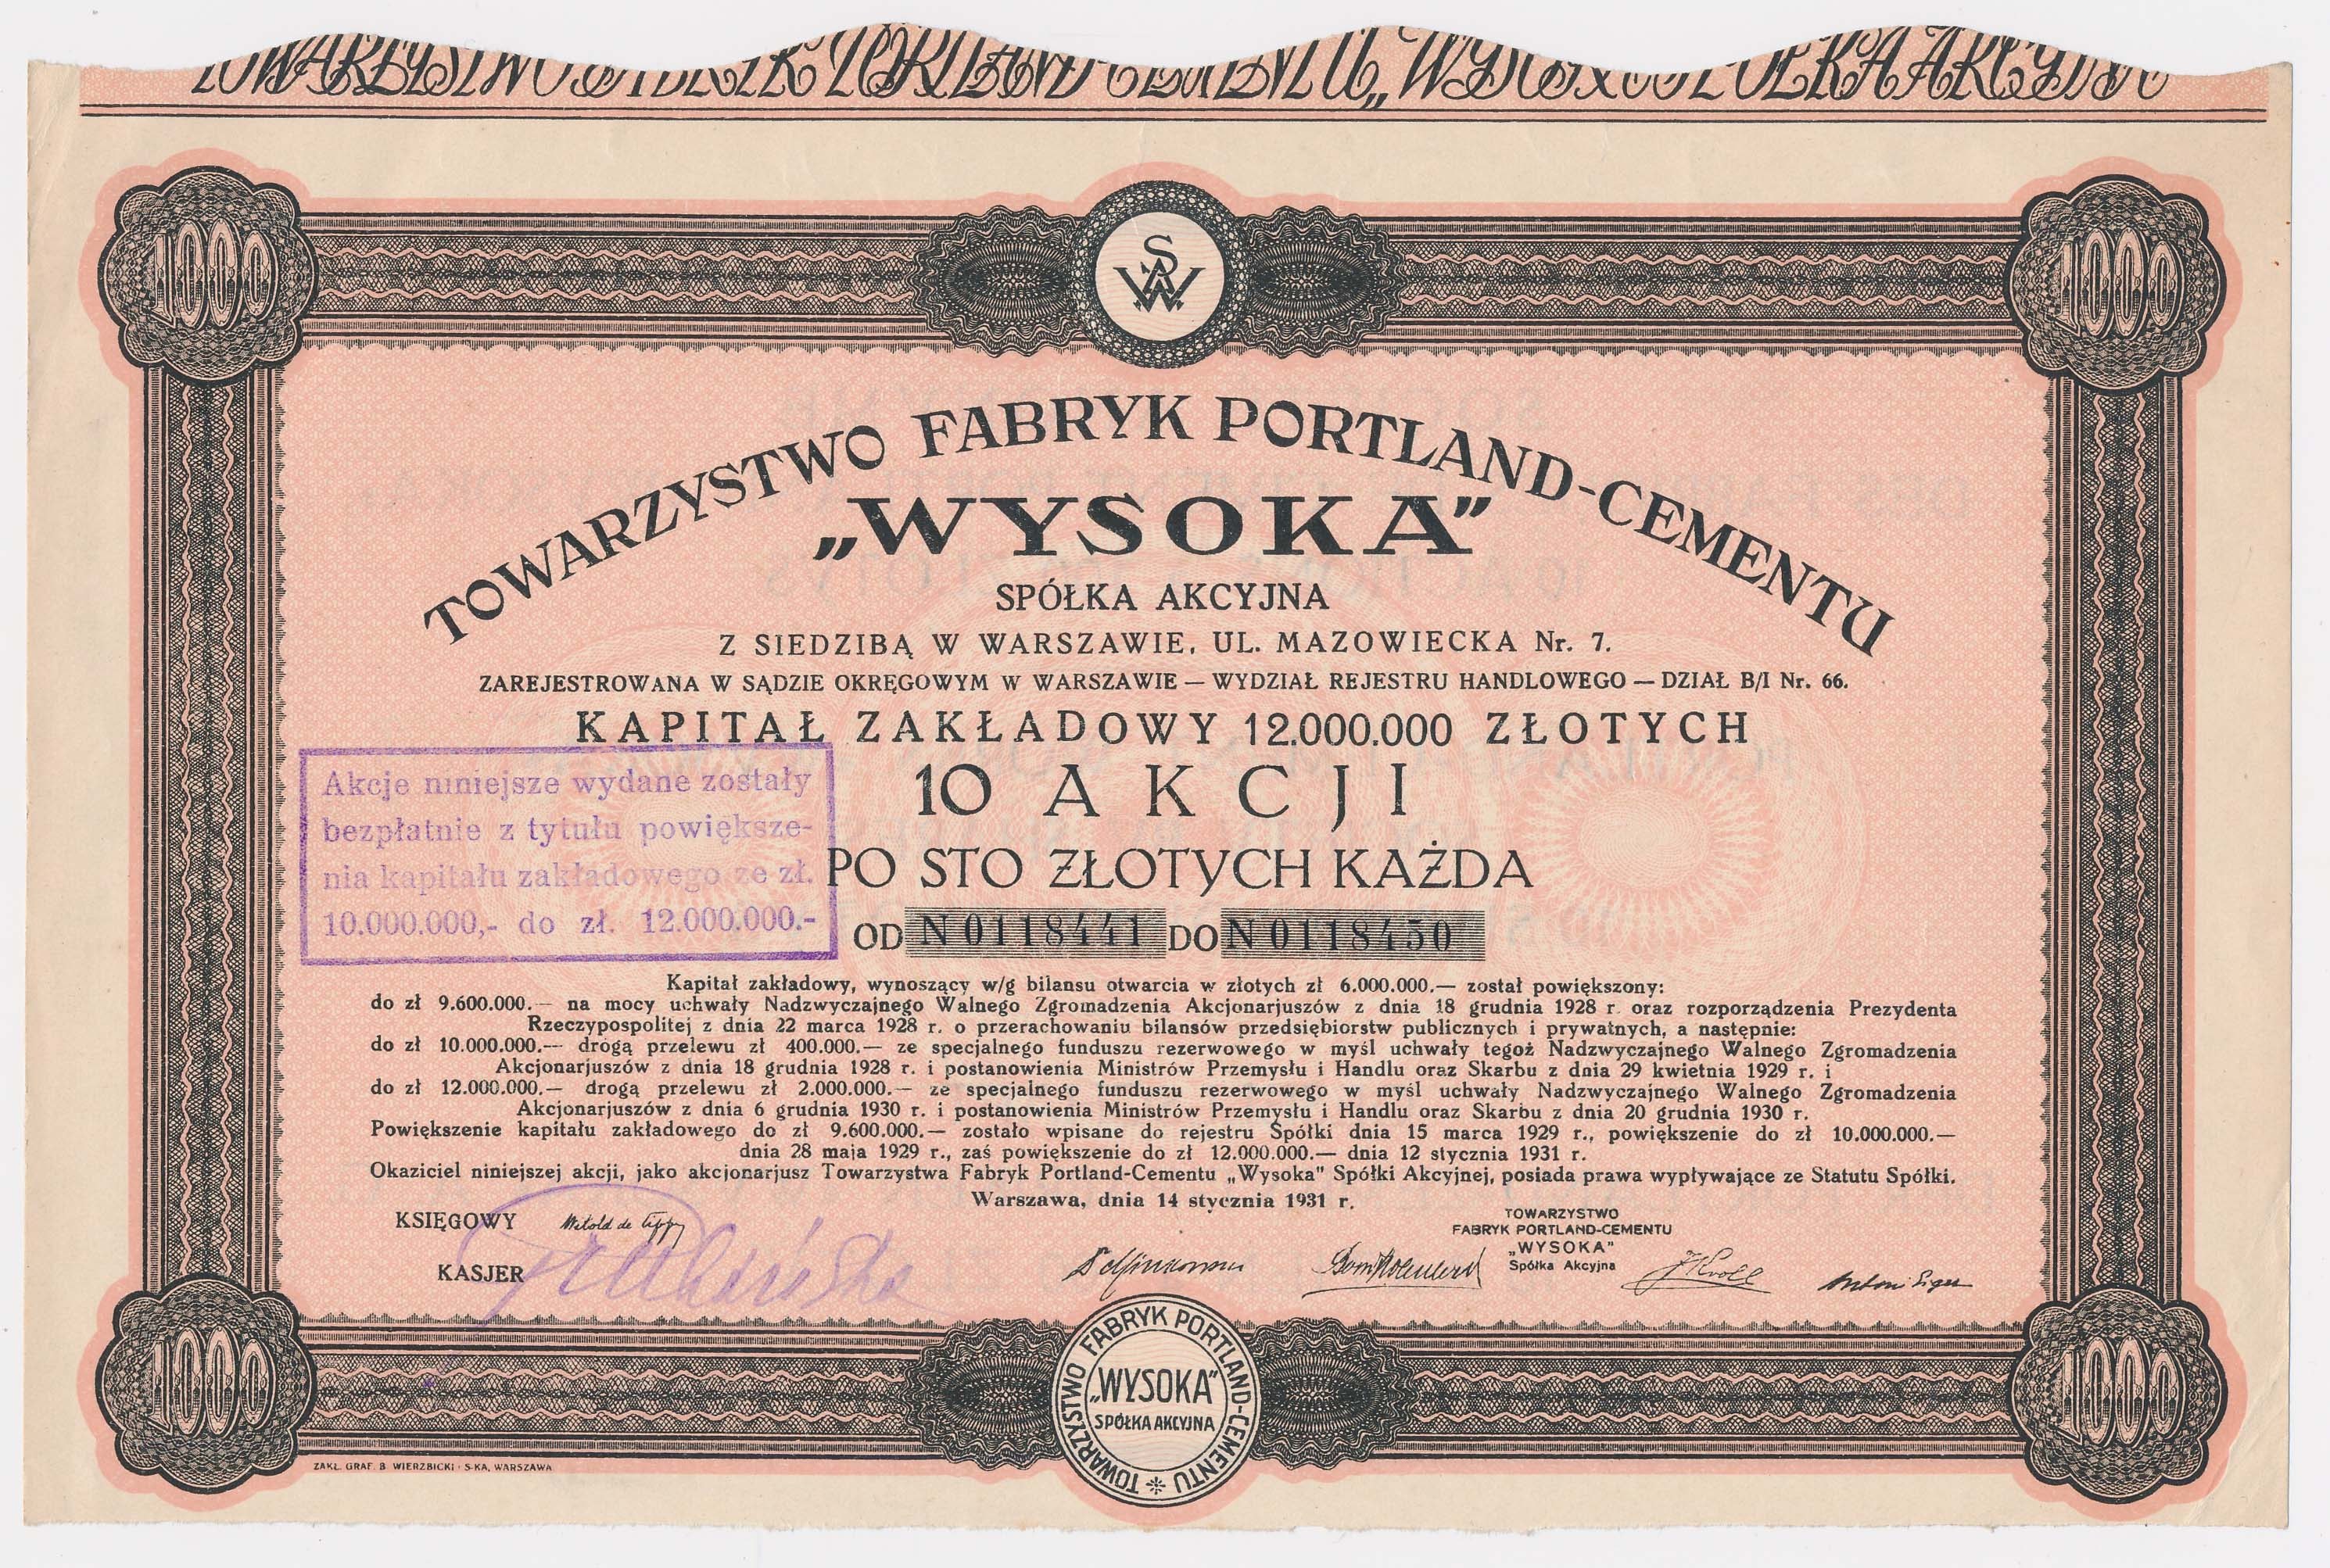 TOWARZYSTWO FABRYK PORTLAND-CEMENTU „WYSOKA" SPÓŁKA AKCYJNA
1000
1000
SAW
TOWARZYSTWO FABRYK PORTLAND-CEMENTU
„WYSOKA"
SPÓŁKA AKCYJNA
Z SIEDZIBĄ W WARSZAWIE, UL. MAZOWIECKA Nr. 7.
ZAREJESTROWANA W SĄDZIE OKRĘGOWYM W WARSZAWIE — WYDZIAŁ REJESTRU HANDLOWEGO — DZIAŁ B/I Nr. 66.
KAPITAŁ ZAKŁADOWY 12.000.000 ZŁOTYCH
Akcje niniejsze wydane zostały
bezpłatnie z tytułu powiększe-
nia kapitału zakładowego ze zł.
10.000.000,- do zł. 12.000.000.-
10 AKCJI
PO STO ZŁOTYCH KAŻDA
OD N 0118441 DO N 0118450
Kapitał zakładowy, wynoszący w/g bilansu otwarcia w złotych zł 6.000.000.— został powiększony:
do zł 9.600.000.— na mocy uchwały Nadzwyczajnego Walnego Zgromadzenia Akcjonarjuszów z dnia 18 grudnia 1928 r. oraz rozporządzenia Prezydenta
Rzeczypospolitej z dnia 22 marca 1928 r. o przerachowaniu bilansów przedsiębiorstw publicznych i prywatnych, a następnie:
do zł 10.000.000.— drogą przelewu zł 400.000.— ze specjalnego funduszu rezerwowego w myśl uchwały tegoż Nadzwyczajnego Walnego Zgromadzenia
Akcjonarjuszów z dnia 18 grudnia 1928 r. i postanowienia Ministrów Przemysłu i Handlu oraz Skarbu z dnia 29 kwietnia 1929 r. i
do zł 12.000.000.— drogą przelewu zł 2.000.000.— ze specjalnego funduszu rezerwowego w myśl uchwały Nadzwyczajnego Walnego Zgromadzenia
Akcjonarjuszów z dnia 6 grudnia 1930 r. i postanowienia Ministrów Przemysłu i Handlu oraz Skarbu z dnia 20 grudnia 1930 r.
Powiększenie kapitału zakładowego do zł 9.600.000.— zostało wpisane do rejestru Spółki dnia 15 marca 1929 r., powiększenie do zł 10.000.000.—
dnia 28 maja 1929 r., zaś powiększenie do zł 12.000.000.— dnia 12 stycznia 1931 r.
Okaziciel niniejszej akcji, jako akcjonarjusz Towarzystwa Fabryk Portland-Cementu „Wysoka" Spółki Akcyjnej, posiada prawa wypływające ze Statutu Spółki.
Warszawa, dnia 14 stycznia 1931 r.
KSIĘGOWY Witold de
KASJER
TOWARZYSTWO
FABRYK PORTLAND-CEMENTU
„WYSOKA"
Spółka Akcyjna
J Kroll
Antoni Eiger
1000
1000
TOWARZYSTWO FABRYK PORTLAND-CEMENTU
„WYSOKA"
SPÓŁKA AKCYJNA
ZAKŁ. GRAF. B. WIERZBICKI i S-KA, WARSZAWA